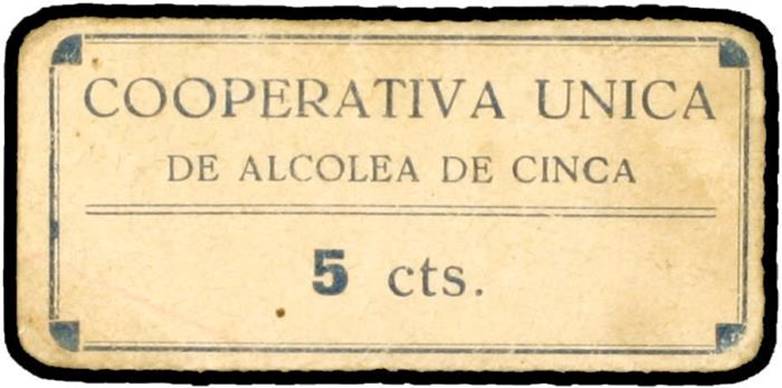 COOPERATIVA UNICA
DE ALCOLEA DE CINCA
5 cts.